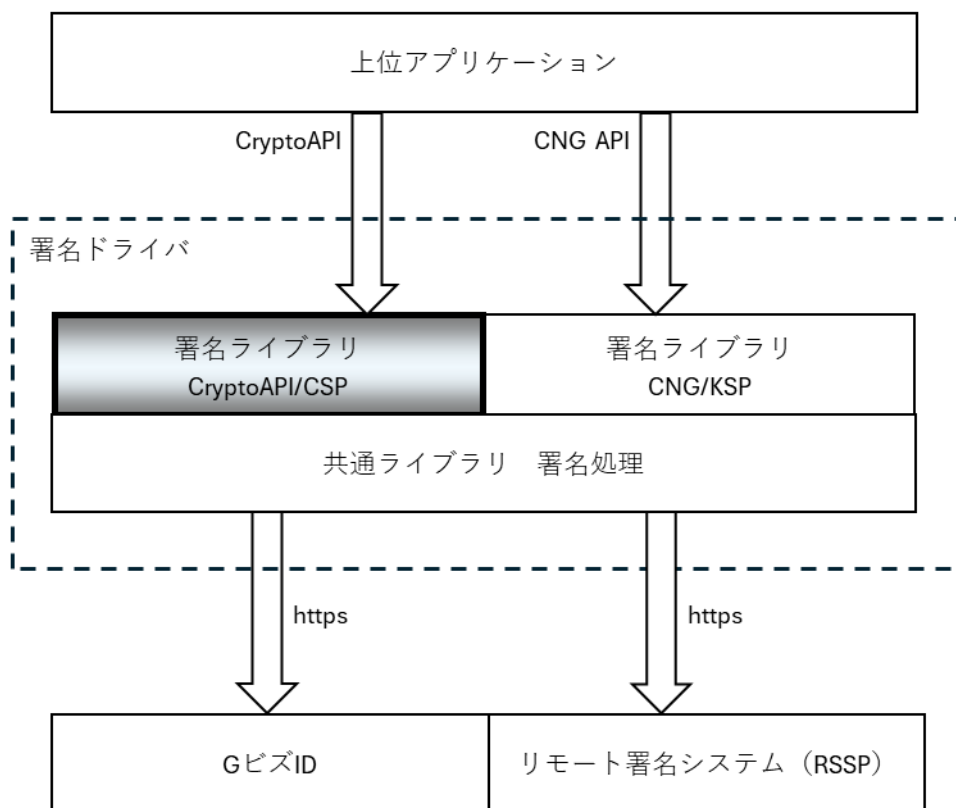 上位アプリケーション
CryptoAPI
CNG API
署名ドライバ
署名ライブラリ
CryptoAPI/CSP
署名ライブラリ
CNG/KSP
共通ライブラリ　署名処理
https
https
GビズID
リモート署名システム（RSSP）